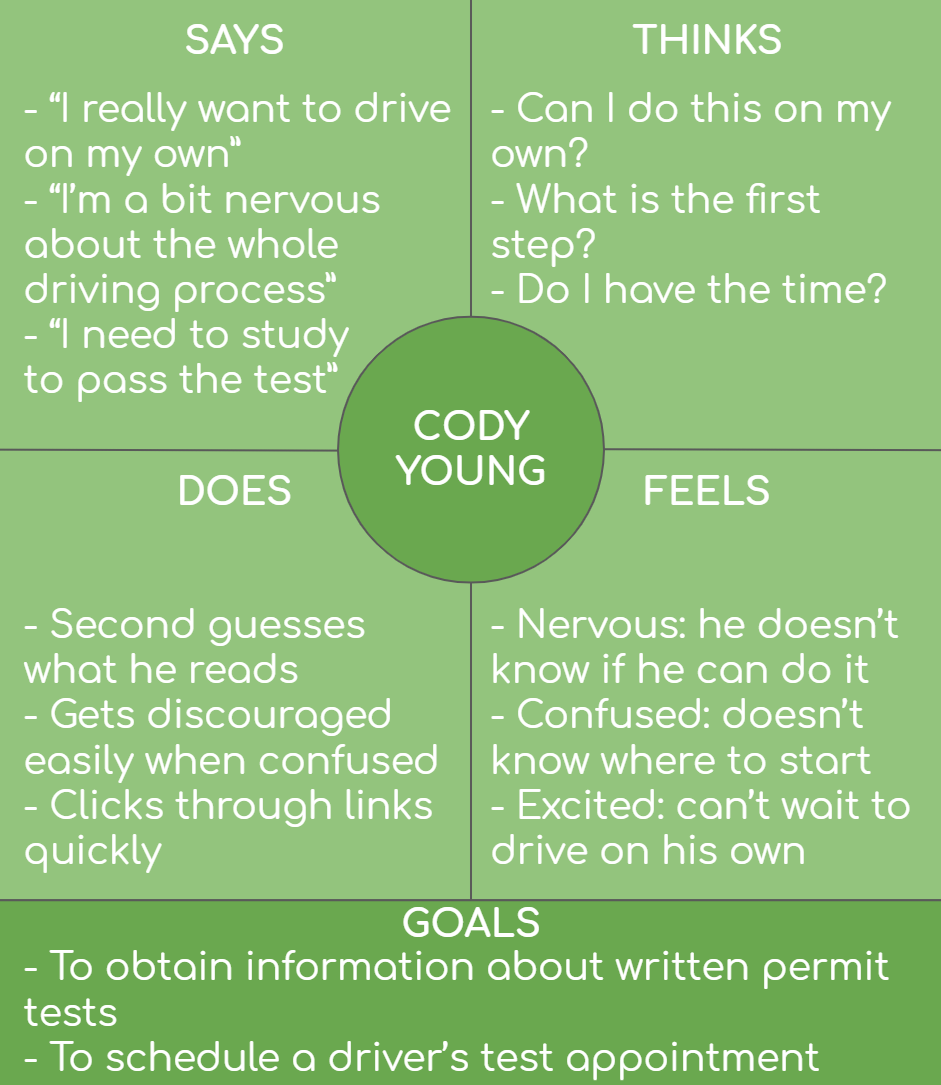 SAYS
- “I really want to drive
on my own”
- “I’m a bit nervous
about the whole
driving process”
- “I need to study
to pass the test”
THINKS
- Can I do this on my
own?
- What is the first
step?
- Do I have the time?
CODY
YOUNG
DOES
- Second guesses
what he reads
- Gets discouraged
easily when confused
- Clicks through links
quickly
FEELS
- Nervous: he doesn’t
know if he can do it
- Confused: doesn’t
know where to start
- Excited: can’t wait to
drive on his own
GOALS
- To obtain information about written permit
tests
- To schedule a driver’s test appointment